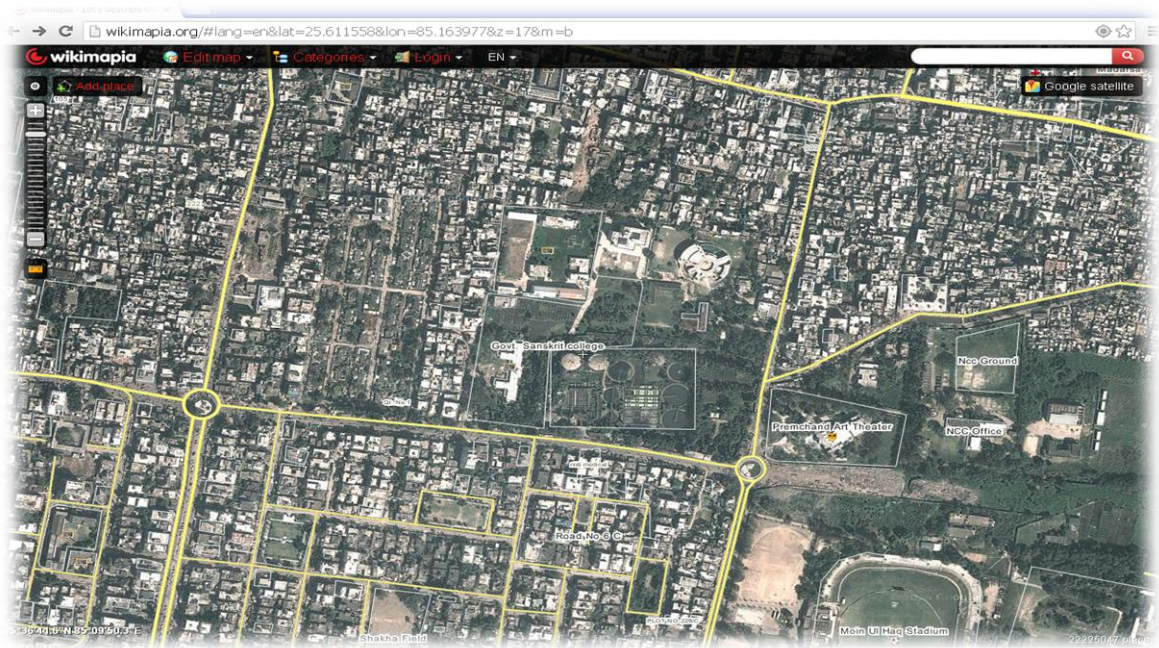 wikimapia.org/#lang=en&lat=25.611558&lon=85.163977&z=17&m=b
wikimapia Edit map Categories Login EN
Add place
Google satellite
Govt. Sanskrit college
Ncc Ground
Premchand Art Theater
NCC Office
Road No 6 C
Shakha Field
Moin Ul Haq Stadium